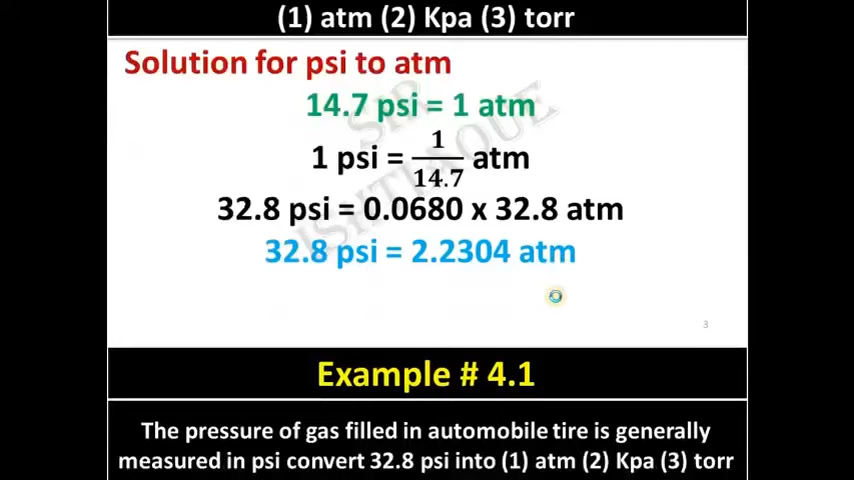 (1) atm (2) Kpa (3) torr
Solution for psi to atm
14.7 psi = 1 atm
1 psi = 1/14.7 atm
32.8 psi = 0.0680 x 32.8 atm
32.8 psi = 2.2304 atm
SIR ISHTEAQUE
3
Example # 4.1
The pressure of gas filled in automobile tire is generally
measured in psi convert 32.8 psi into (1) atm (2) Kpa (3) torr